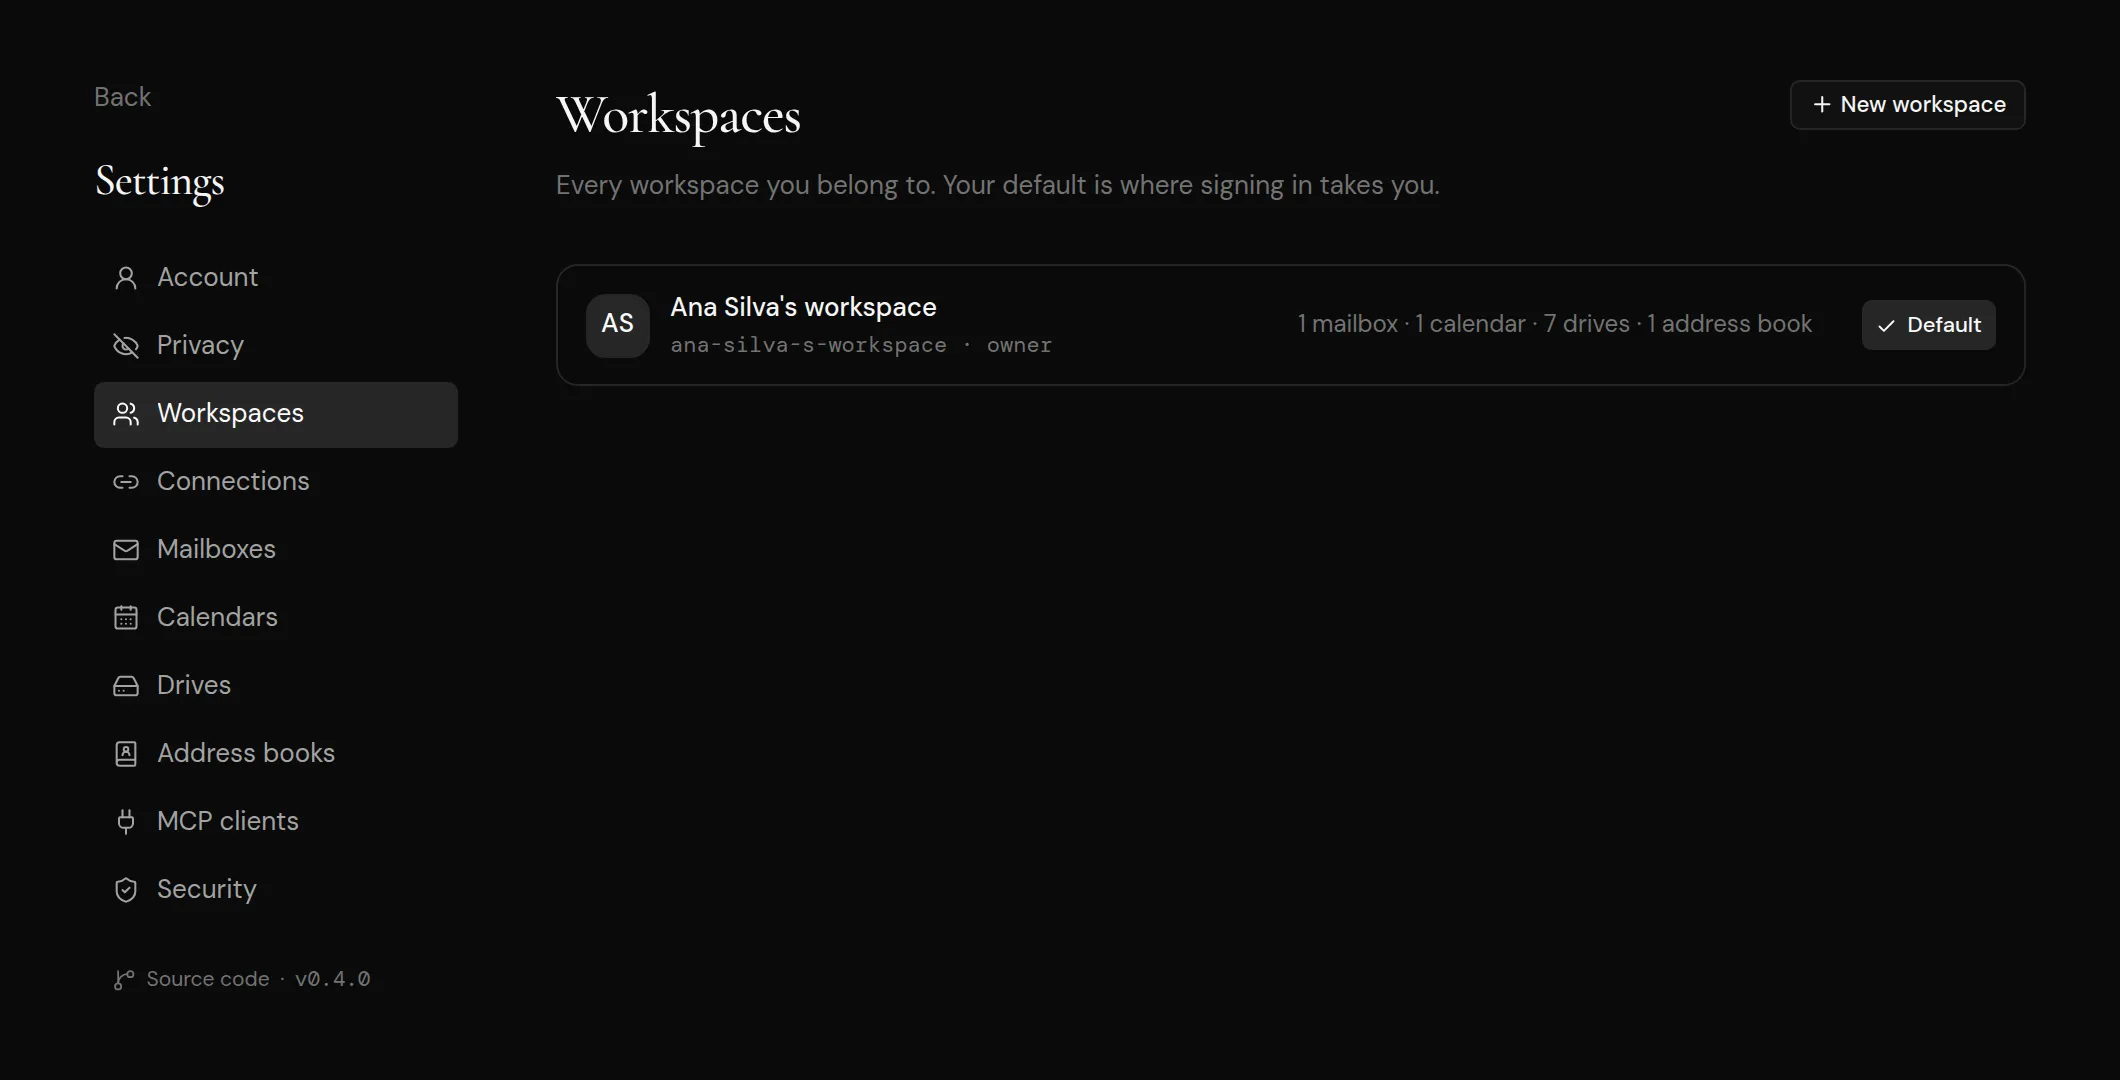 Back
Settings
Account
Privacy
Workspaces
Connections
Mailboxes
Calendars
Drives
Address books
MCP clients
Security
Source code · v0.4.0
Workspaces
+ New workspace
Every workspace you belong to. Your default is where signing in takes you.
AS
Ana Silva's workspace
ana-silva-s-workspace · owner
1 mailbox · 1 calendar · 7 drives · 1 address book
Default